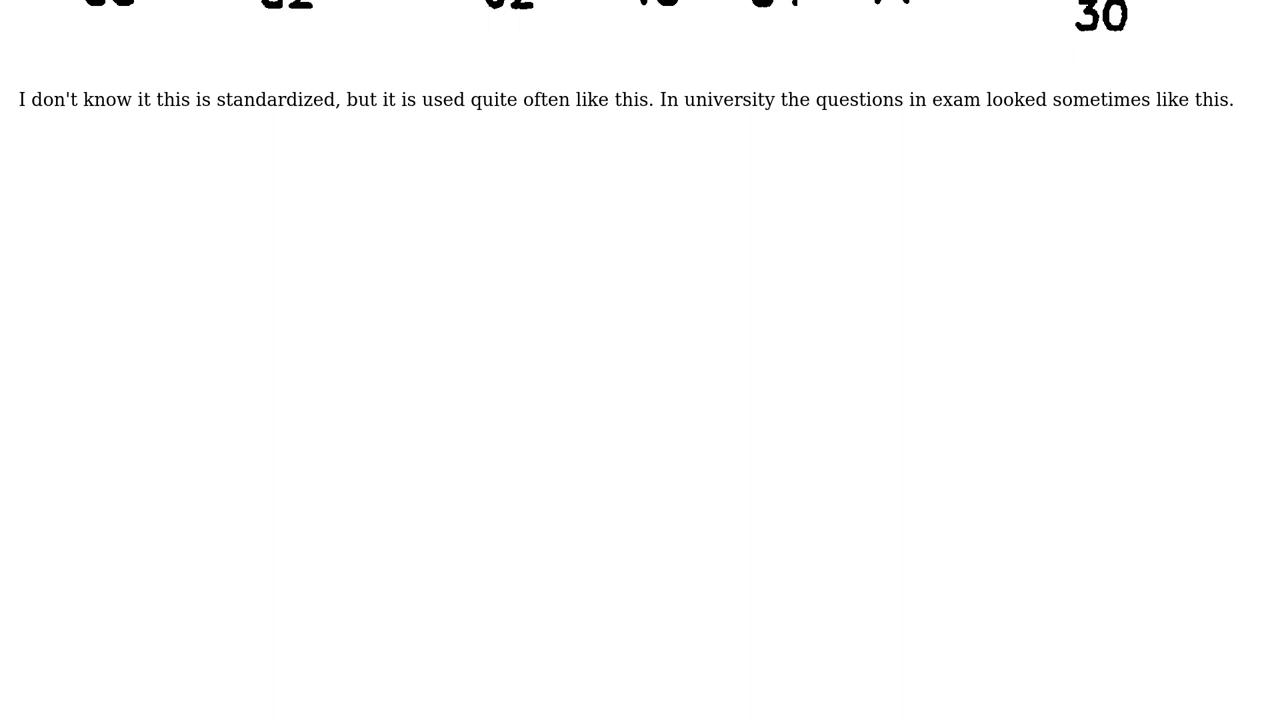 30
I don't know it this is standardized, but it is used quite often like this. In university the questions in exam looked sometimes like this.